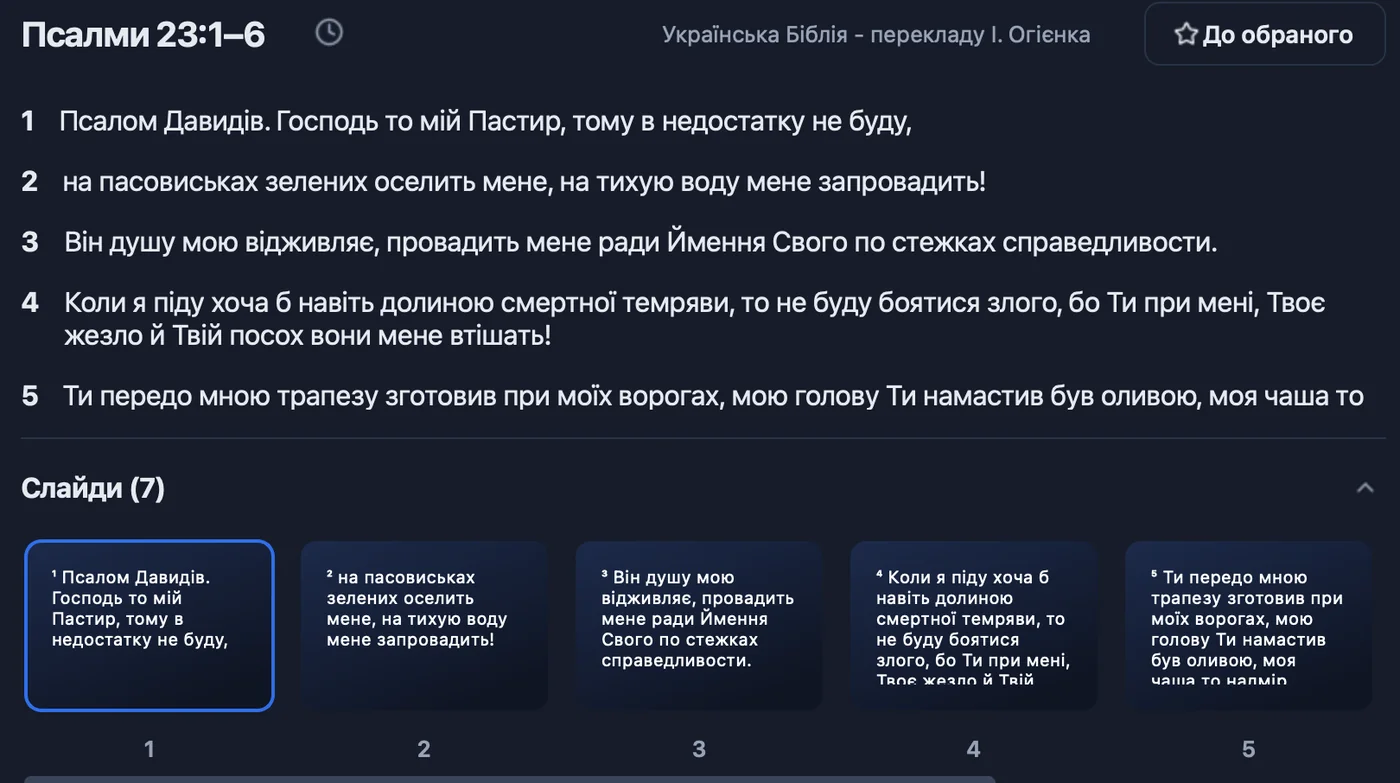 Псалми 23:1–6
Українська Біблія - перекладу І. Огієнка
До обраного
1 Псалом Давидів. Господь то мій Пастир, тому в недостатку не буду,
2 на пасовиськах зелених оселить мене, на тихую воду мене запровадить!
3 Він душу мою відживляє, провадить мене ради Ймення Свого по стежках справедливости.
4 Коли я піду хоча б навіть долиною смертної темряви, то не буду боятися злого, бо Ти при мені, Твоє
жезло й Твій посох вони мене втішать!
5 Ти передо мною трапезу зготовив при моїх ворогах, мою голову Ти намастив був оливою, моя чаша то
Слайди (7)
¹ Псалом Давидів.
Господь то мій
Пастир, тому в
недостатку не буду,
² на пасовиськах
зелених оселить
мене, на тихую воду
мене запровадить!
³ Він душу мою
відживляє, провадить
мене ради Ймення
Свого по стежках
справедливости.
⁴ Коли я піду хоча б
навіть долиною
смертної темряви, то
не буду боятися
злого, бо Ти при мені,
Твоє жезло й Твій
⁵ Ти передо мною
трапезу зготовив при
моїх ворогах, мою
голову Ти намастив
був оливою, моя
чаша то надмір
1
2
3
4
5